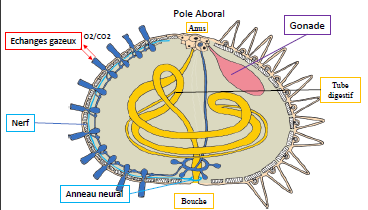 Pole Aboral
Anus
Gonade
Echanges gazeux
O2/CO2
Tube
digestif
Nerf
Anneau neural
Bouche